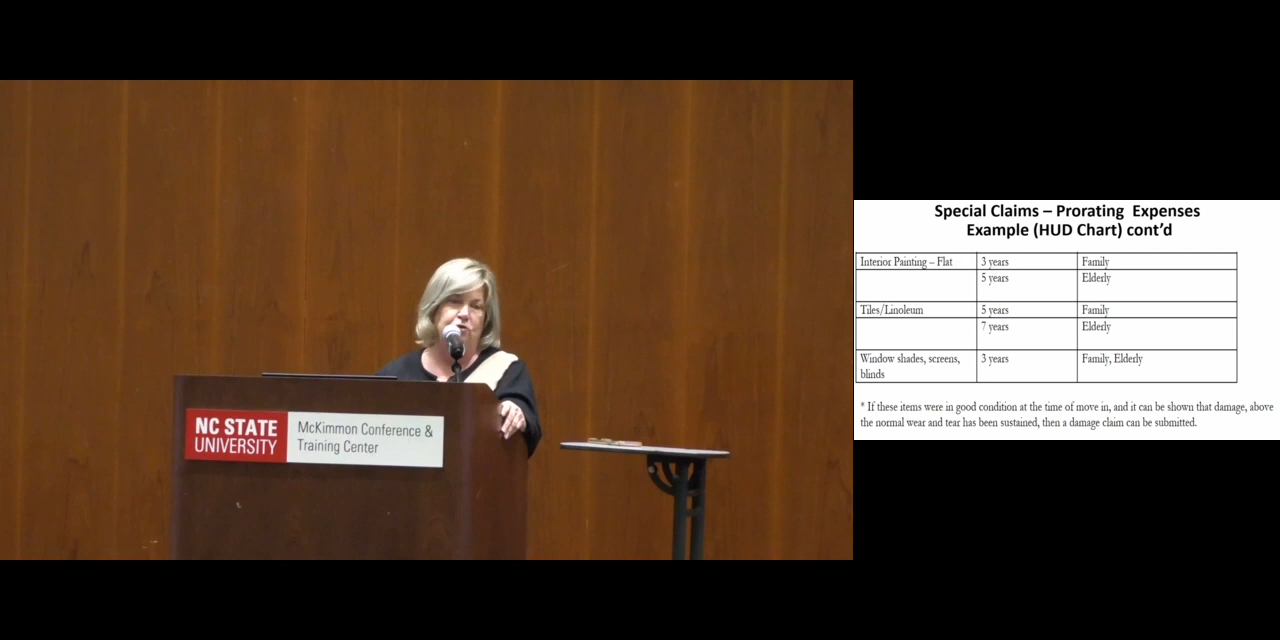 NC STATE
UNIVERSITY
McKimmon Conference &
Training Center
Special Claims – Prorating Expenses
Example (HUD Chart) cont’d
Interior Painting – Flat 3 years Family
5 years Elderly
Tiles/Linoleum 5 years Family
7 years Elderly
Window shades, screens, 3 years Family, Elderly
blinds
* If these items were in good condition at the time of move in, and it can be shown that damage, above
the normal wear and tear has been sustained, then a damage claim can be submitted.